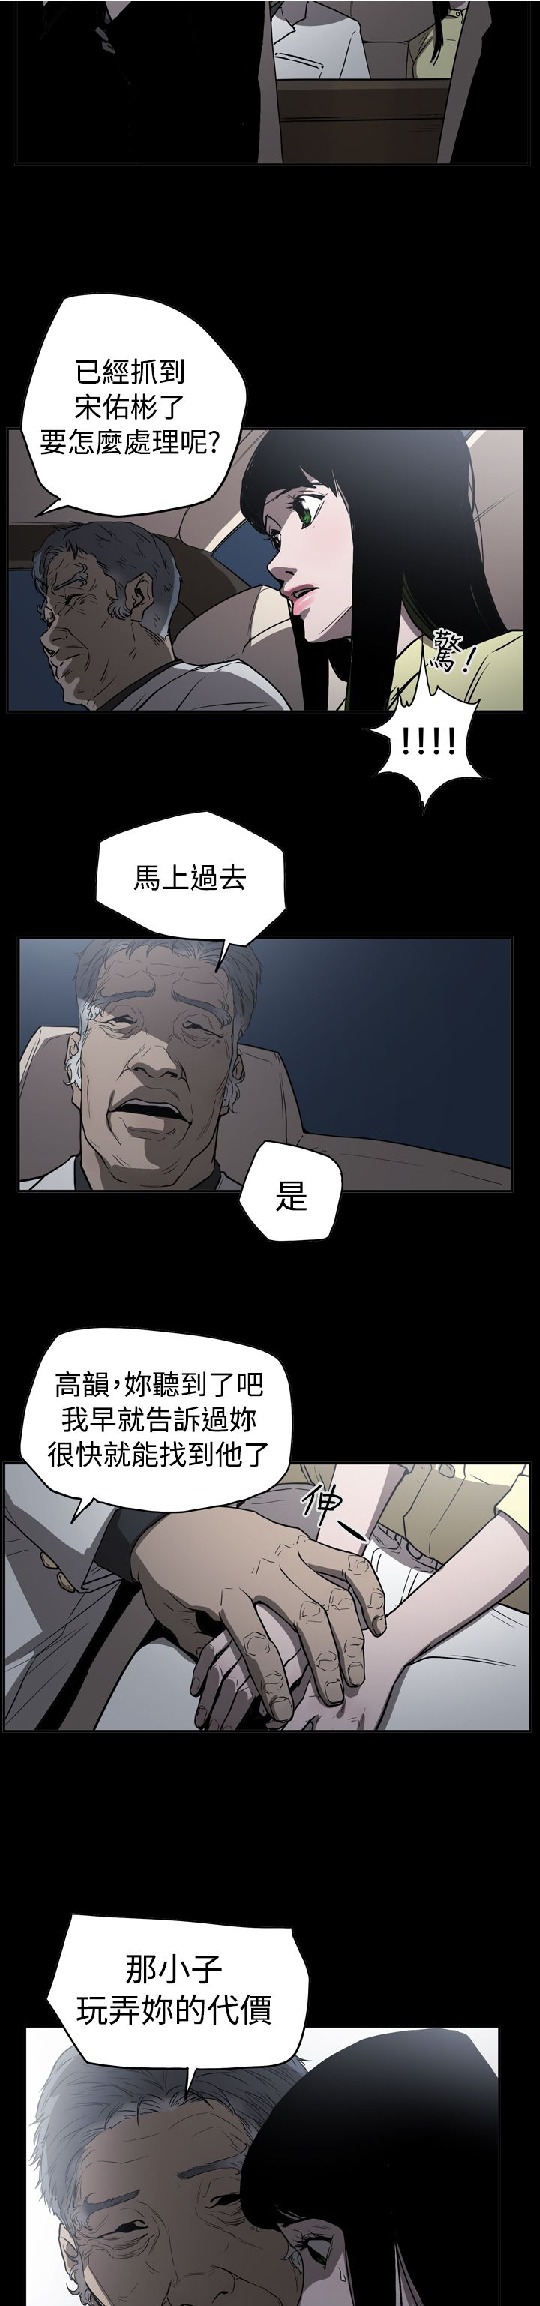 已經抓到
宋佑彬了
要怎麼處理呢?
驚!
!!!!
馬上過去
是
高韻,妳聽到了吧
我早就告訴過妳
很快就能找到他了
伸
那小子
玩弄妳的代價